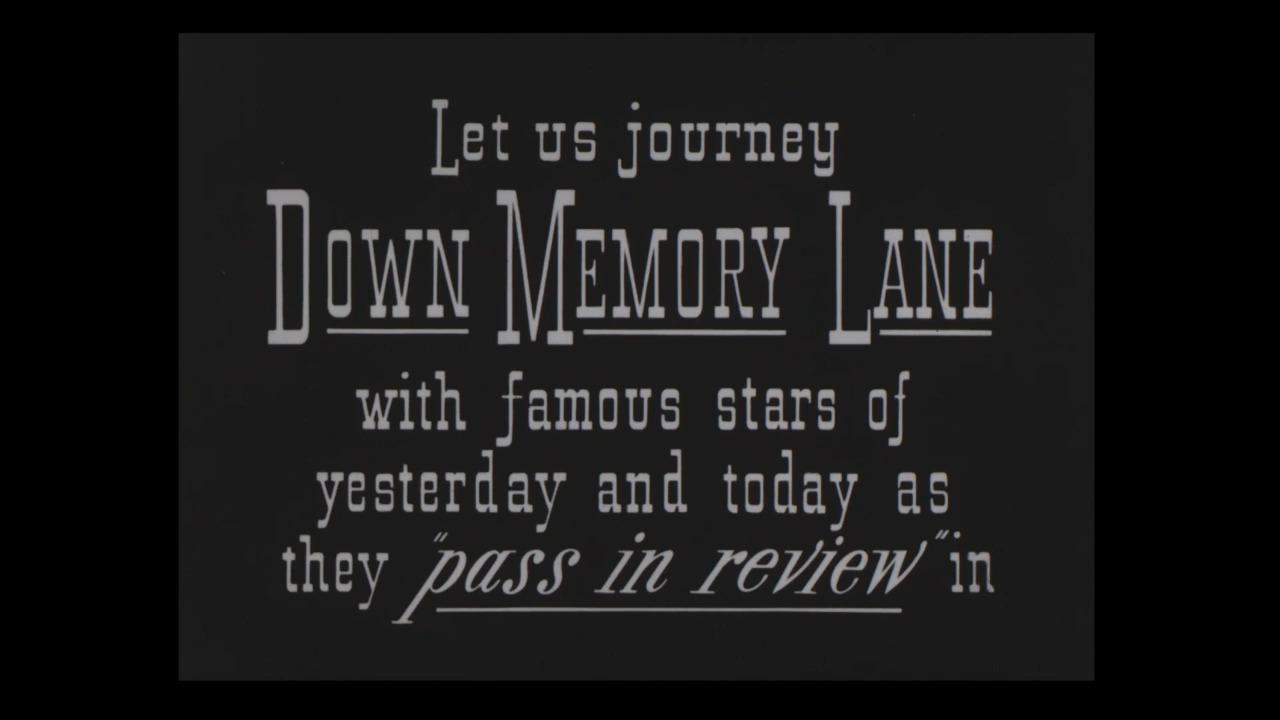 Let us journey
DOWN MEMORY LANE
with famous stars of
yesterday and today as
they "pass in review" in